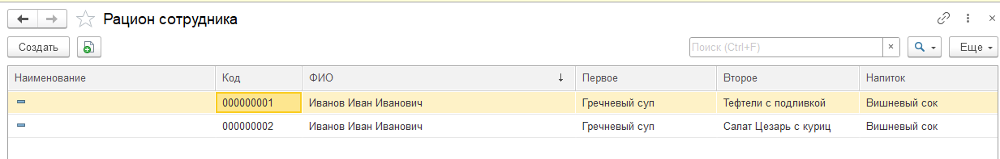 Рацион сотрудника
Создать Поиск (Ctrl+F) × Еще
Наименование Код ФИО ↓ Первое Второе Напиток
000000001 Иванов Иван Иванович Гречневый суп Тефтели с подливкой Вишневый сок
000000002 Иванов Иван Иванович Гречневый суп Салат Цезарь с куриц Вишневый сок